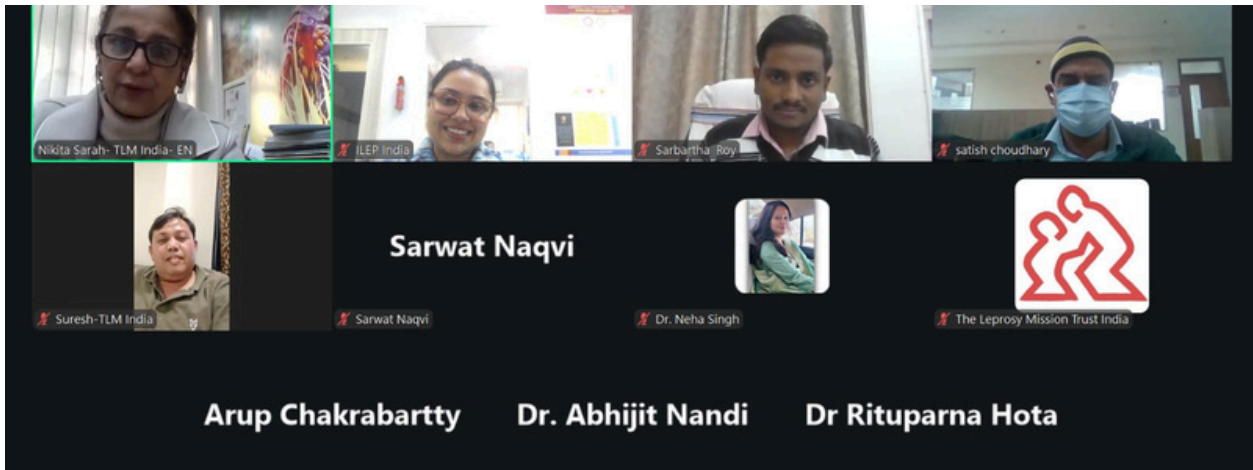 Nikita Sarah- TLM India- EN
ILEP India
Sarbartha Roy
satish choudhary
Suresh-TLM India
Sarwat Naqvi
Sarwat Naqvi
Dr. Neha Singh
The Leprosy Mission Trust India
Arup Chakrabartty
Dr. Abhijit Nandi
Dr Rituparna Hota